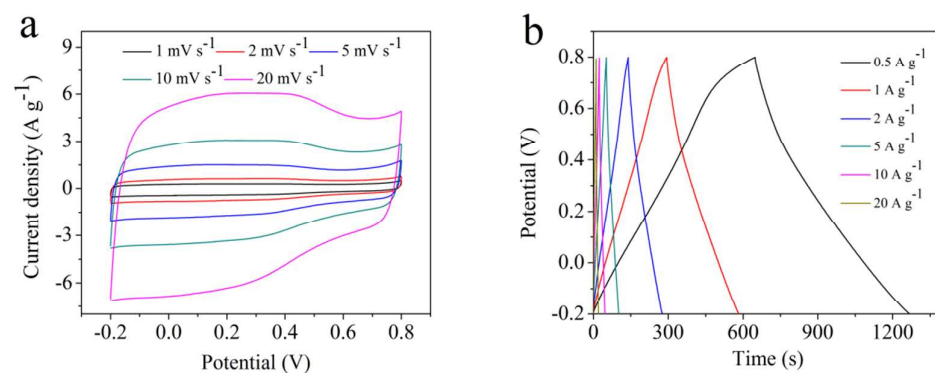 a
1 mV s-1 2 mV s-1 5 mV s-1
10 mV s-1 20 mV s-1
9
6
3
0
-3
-6
Current density (A g-1)
-0.2 0.0 0.2 0.4 0.6 0.8
Potential (V)
b
0.5 A g-1
1 A g-1
2 A g-1
5 A g-1
10 A g-1
20 A g-1
0.8
0.6
0.4
0.2
0.0
-0.2
Potential (V)
0 300 600 900 1200
Time (s)